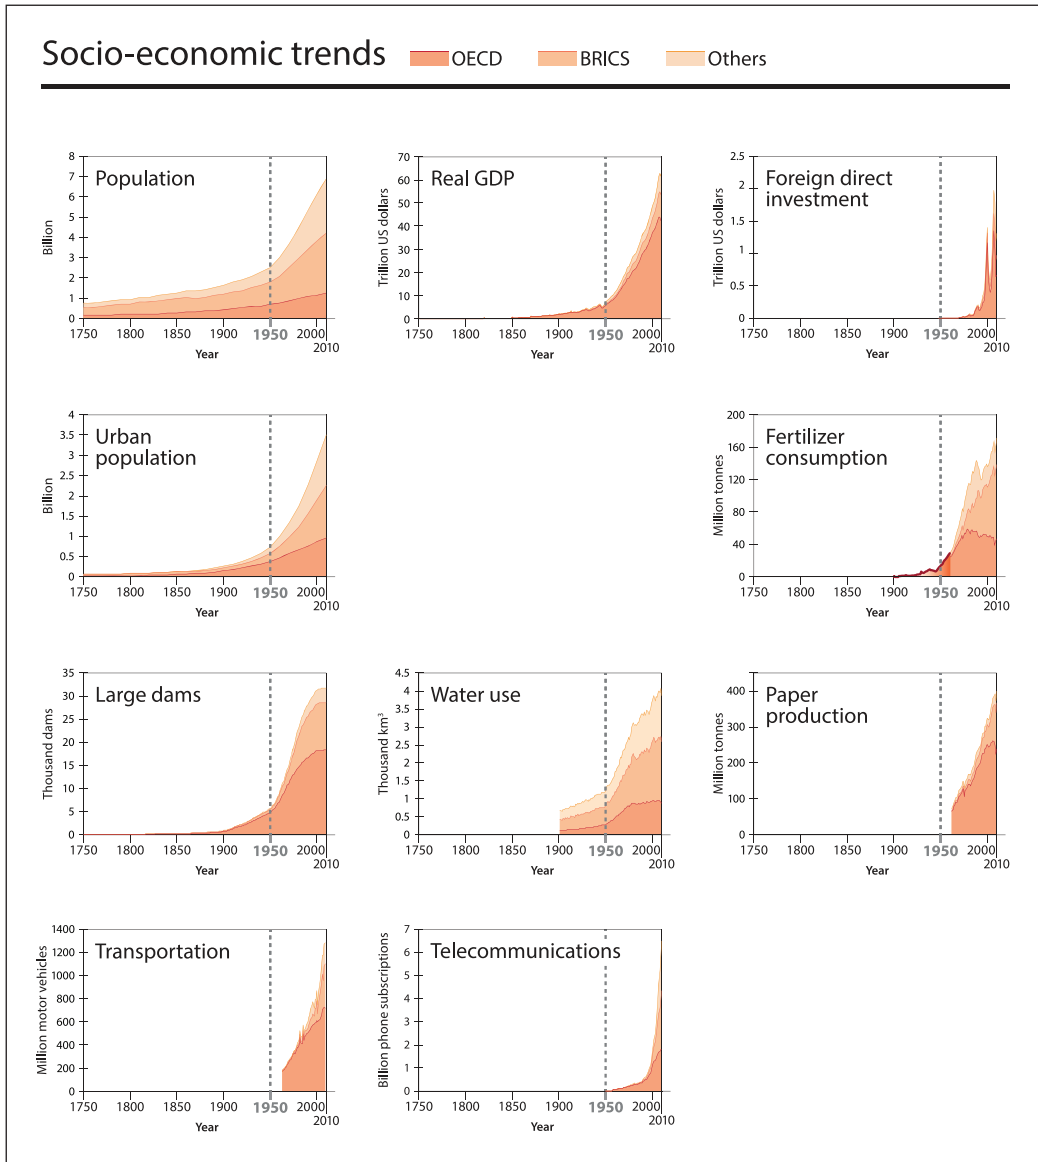 Socio-economic trends OECD BRICS Others
Population
Billion
8
7
6
5
4
3
2
1
0
1750 1800 1850 1900 1950 2000
2010
Year
Real GDP
Trillion US dollars
70
60
50
40
30
20
10
0
1750 1800 1850 1900 1950 2000
2010
Year
Foreign direct
investment
Trillion US dollars
2.5
2
1.5
1
0.5
0
1750 1800 1850 1900 1950 2000
2010
Year
Urban
population
Billion
4
3.5
3
2.5
2
1.5
1
0.5
0
1750 1800 1850 1900 1950 2000
2010
Year
Fertilizer
consumption
Million tonnes
200
160
120
80
40
0
1750 1800 1850 1900 1950 2000
2010
Year
Large dams
Thousand dams
35
30
25
20
15
10
5
0
1750 1800 1850 1900 1950 2000
2010
Year
Water use
Thousand km³
4.5
4
3.5
3
2.5
2
1.5
1
0.5
0
1750 1800 1850 1900 1950 2000
2010
Year
Paper
production
Million tonnes
400
300
200
100
0
1750 1800 1850 1900 1950 2000
2010
Year
Transportation
Million motor vehicles
1400
1200
1000
800
600
400
200
0
1750 1800 1850 1900 1950 2000
2010
Year
Telecommunications
Billion phone subscriptions
7
6
5
4
3
2
1
0
1750 1800 1850 1900 1950 2000
2010
Year